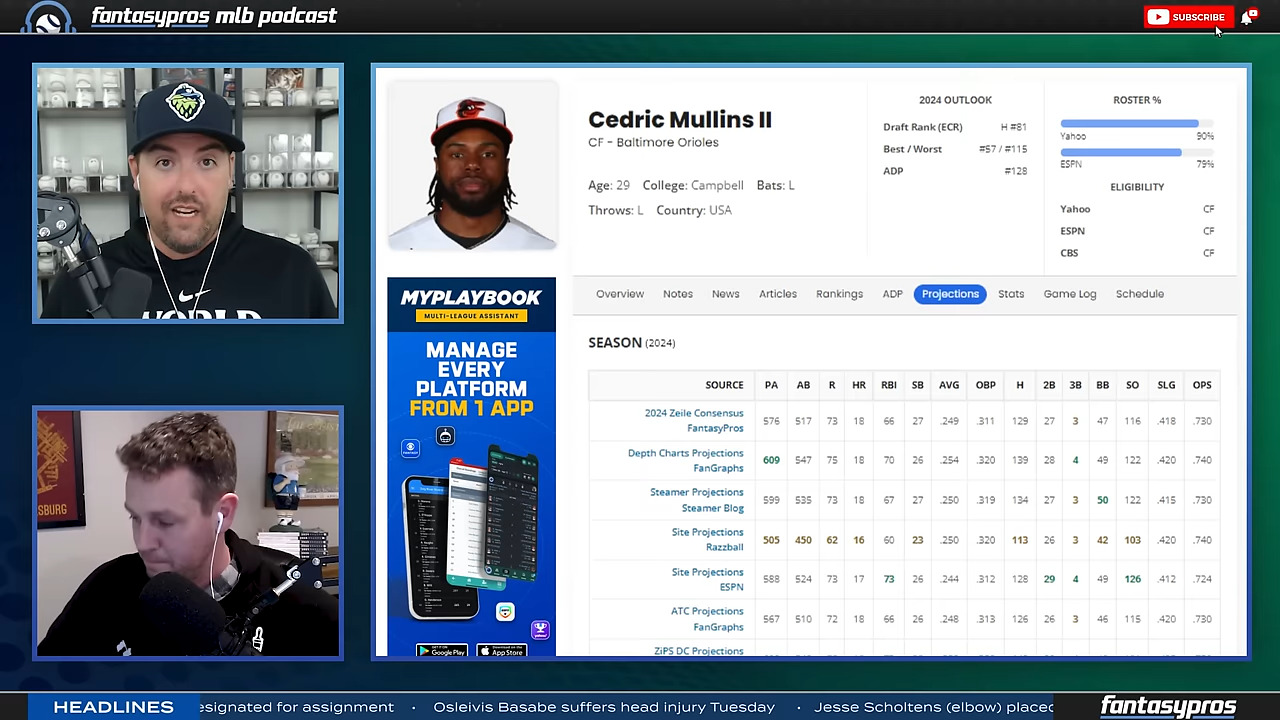 fantasypros mlb podcast
SUBSCRIBE
Cedric Mullins II
CF - Baltimore Orioles
Age: 29 College: Campbell Bats: L
Throws: L Country: USA
2024 OUTLOOK
Draft Rank (ECR) H #81
Best / Worst #57 / #115
ADP #128
ROSTER %
Yahoo 90%
ESPN 79%
ELIGIBILITY
Yahoo CF
ESPN CF
CBS CF
Overview Notes News Articles Rankings ADP Projections Stats Game Log Schedule
SEASON (2024)
SOURCE PA AB R HR RBI SB AVG OBP H 2B 3B BB SO SLG OPS
2024 Zeile Consensus
FantasyPros 576 517 73 18 66 27 .249 .311 129 27 3 47 116 .418 .730
Depth Charts Projections
FanGraphs 609 547 75 18 70 26 .254 .320 139 28 4 49 122 .420 .740
Steamer Projections
Steamer Blog 599 535 73 18 67 27 .250 .319 134 27 3 50 122 .415 .730
Site Projections
Razzball 505 450 62 16 60 23 .250 .320 113 26 3 42 103 .420 .740
Site Projections
ESPN 588 524 73 17 73 26 .244 .312 128 29 4 49 126 .412 .724
ATC Projections
FanGraphs 567 510 72 18 66 26 .248 .313 126 26 3 46 115 .420 .730
ZiPS DC Projections
MYPLAYBOOK
MULTI-LEAGUE ASSISTANT
MANAGE
EVERY
PLATFORM
FROM 1 APP
GET IT ON
Google Play
App Store
WORLD
SBURG
HEADLINES
esignated for assignment · Osleivis Basabe suffers head injury Tuesday · Jesse Scholtens (elbow) placed
fantasypros